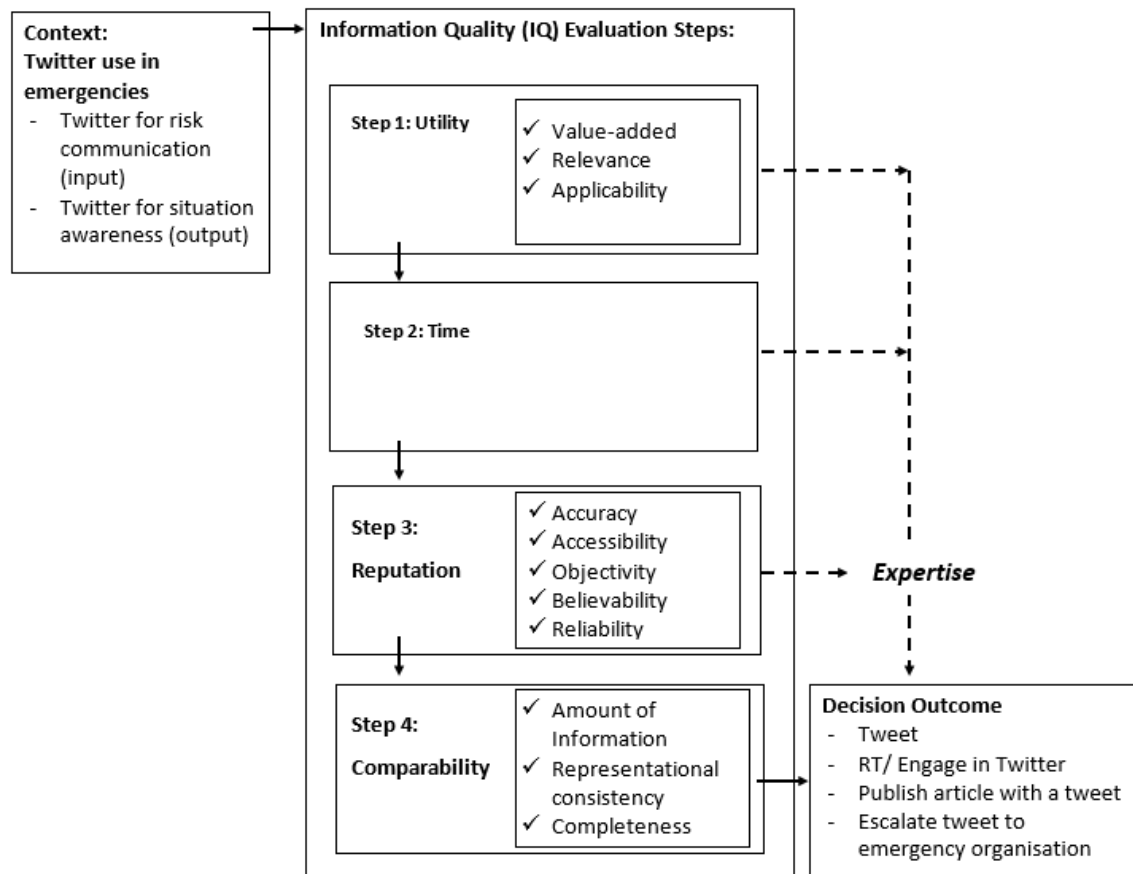 Context:
Twitter use in
emergencies
- Twitter for risk
communication
(input)
- Twitter for situation
awareness (output)
Information Quality (IQ) Evaluation Steps:
Step 1: Utility
✓ Value-added
✓ Relevance
✓ Applicability
Step 2: Time
Step 3:
Reputation
✓ Accuracy
✓ Accessibility
✓ Objectivity
✓ Believability
✓ Reliability
Expertise
Step 4:
Comparability
✓ Amount of
Information
✓ Representational
consistency
✓ Completeness
Decision Outcome
- Tweet
- RT/ Engage in Twitter
- Publish article with a tweet
- Escalate tweet to
emergency organisation